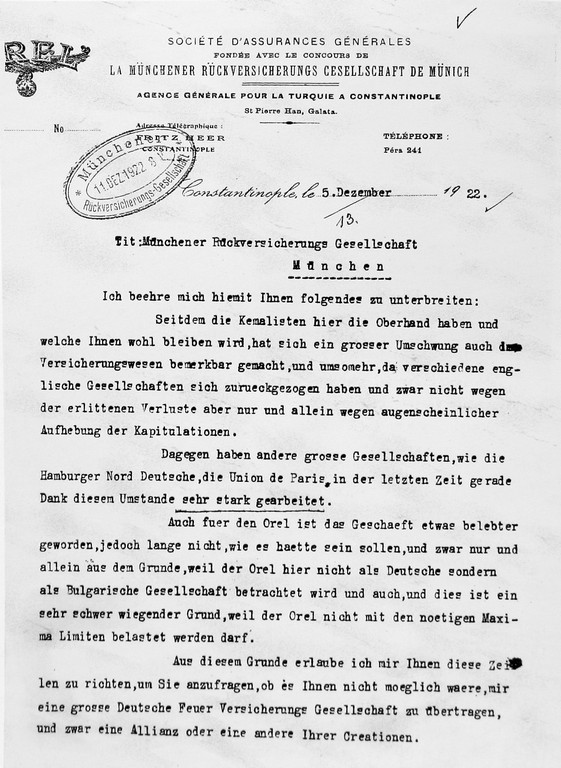 OREL
SOCIÉTÉ D'ASSURANCES GÉNÉRALES
FONDÉE AVEC LE CONCOURS DE
LA MÜNCHENER RÜCKVERSICHERUNGS GESELLSCHAFT DE MÜNICH
AGENCE GÉNÉRALE POUR LA TURQUIE A CONSTANTINOPLE
St Pierre Han, Galata.
No
Adresse Télégraphique :
FRITZ MEER
CONSTANTINOPLE
TÉLÉPHONE :
Péra 241
* Münchener
11.DEZ.1922
Rückversicherungs-Gesellschaft
Constantinople, le 5.Dezember 1922.
13.
Tit:Münchener Rückversicherungs Gesellschaft
München
Ich beehre mich hiemit Ihnen folgendes zu unterbreiten:
Seitdem die Kemalisten hier die Oberhand haben und
welche Ihnen wohl bleiben wird,hat sich ein grosser Umschwung auch das
Versicherungswesen bemerkbar gemacht,und umsomehr,da verschiedene eng-
lische Gesellschaften sich zurueckgezogen haben und zwar nicht wegen
der erlittenen Verluste aber nur und allein wegen augenscheinlicher
Aufhebung der Kapitulationen.
Dagegen haben andere grosse Gesellschaften,wie die
Hamburger Nord Deutsche,die Union de Paris,in der letzten Zeit gerade
Dank diesem Umstande sehr stark gearbeitet.
Auch fuer den Orel ist das Geschaeft etwas belebter
geworden,jedoch lange nicht,wie es haette sein sollen,und zwar nur und
allein aus dem Grunde,weil der Orel hier nicht als Deutsche sondern
als Bulgarische Gesellschaft betrachtet wird und auch,und dies ist ein
sehr schwer wiegender Grund,weil der Orel nicht mit den noetigen Maxi-
ma Limiten belastet werden darf.
Aus diesem Grunde erlaube ich mir Ihnen diese Zei-
len zu richten,um Sie anzufragen,ob es Ihnen nicht moeglich waere,mir
eine grosse Deutsche Feuer Versicherungs Gesellschaft zu übertragen,
und zwar eine Allianz oder eine andere Ihrer Creationen.